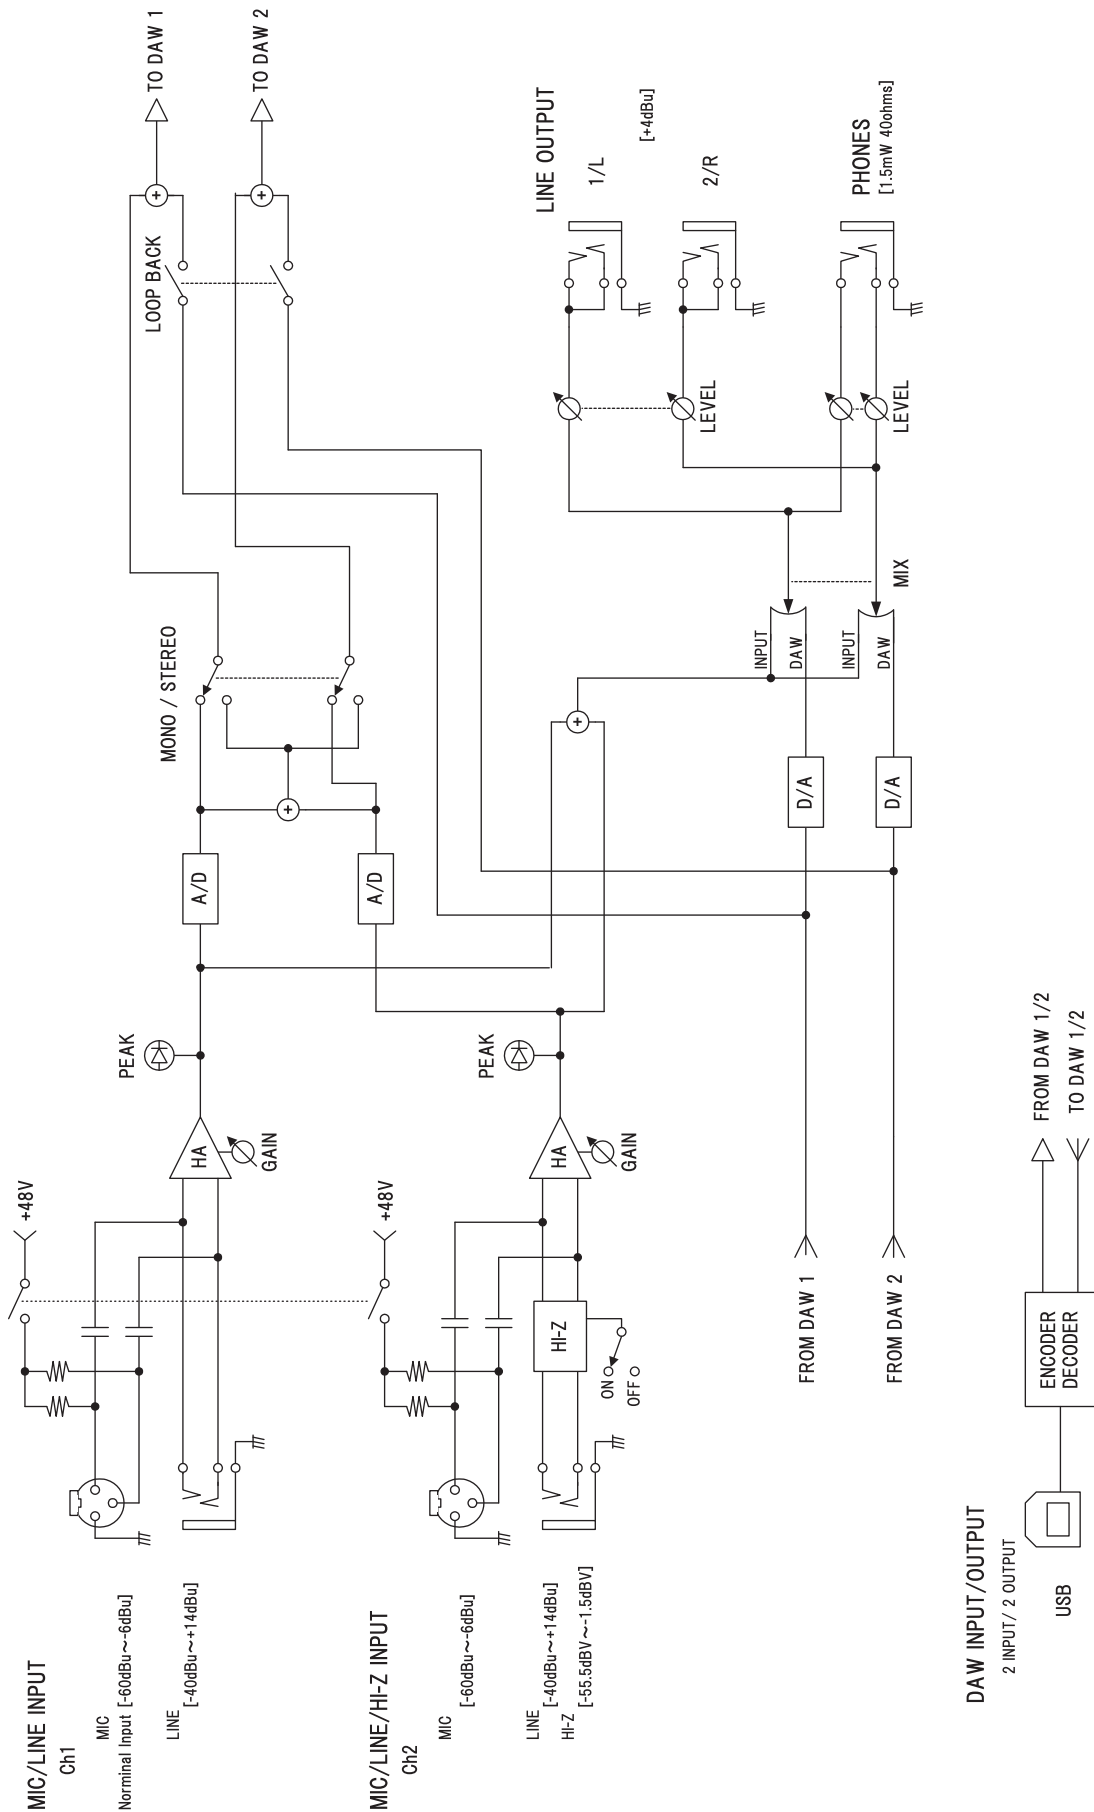 MIC/LINE INPUT
Ch1
MIC
Norminal Input [-60dBu～-6dBu]
LINE [-40dBu～+14dBu]
+48V
HA
GAIN
PEAK
A/D
MONO / STEREO
LOOP BACK
TO DAW 1
TO DAW 2
MIC/LINE/HI-Z INPUT
Ch2
MIC [-60dBu～-6dBu]
LINE [-40dBu～+14dBu]
HI-Z [-55.5dBV～-1.5dBV]
+48V
HI-Z
ON
OFF
HA
GAIN
PEAK
A/D
LINE OUTPUT
1/L
[+4dBu]
2/R
LEVEL
PHONES
[1.5mW 40ohms]
LEVEL
MIX
INPUT
DAW
INPUT
DAW
D/A
D/A
FROM DAW 1
FROM DAW 2
DAW INPUT/OUTPUT
2 INPUT/ 2 OUTPUT
USB
ENCODER
DECODER
FROM DAW 1/2
TO DAW 1/2